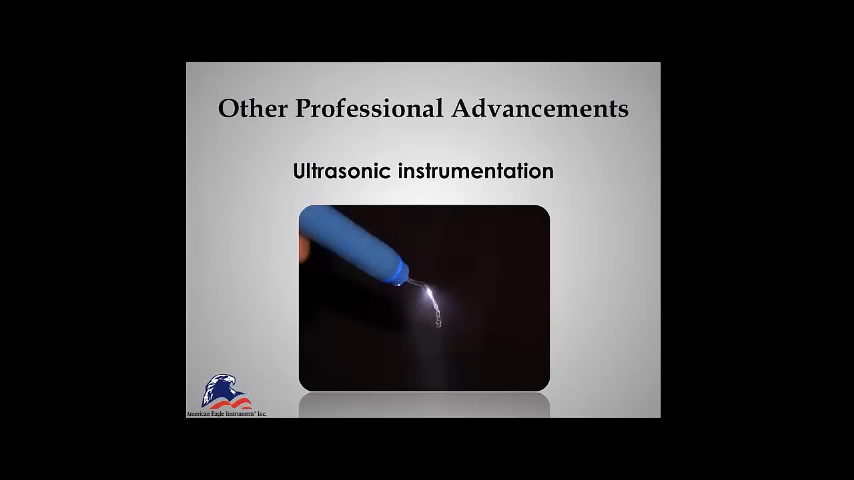 Other Professional Advancements
Ultrasonic instrumentation
American Eagle Instruments® Inc.